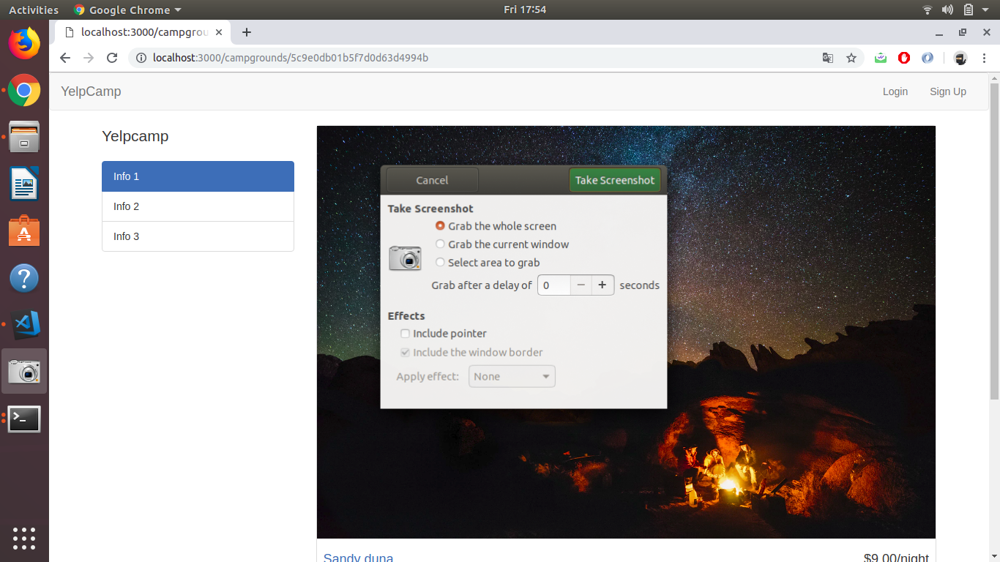 Activities Google Chrome Fri 17:54
localhost:3000/campgrou
localhost:3000/campgrounds/5c9e0db01b5f7d0d63d4994b
YelpCamp Login Sign Up
Yelpcamp
Info 1
Info 2
Info 3
Cancel Take Screenshot
Take Screenshot
Grab the whole screen
Grab the current window
Select area to grab
Grab after a delay of 0 − + seconds
Effects
Include pointer
Include the window border
Apply effect: None
Sandy duna $9.00/night